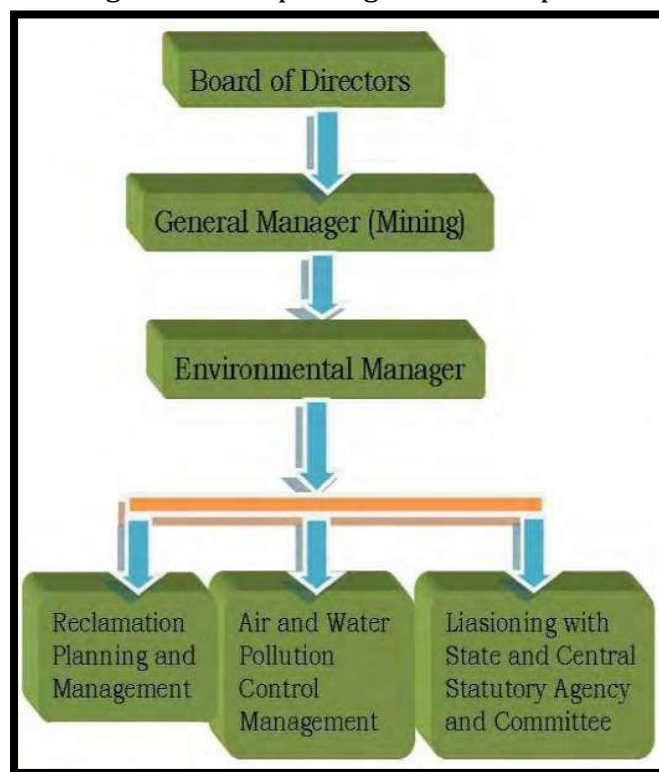 Board of Directors
General Manager (Mining)
Environmental Manager
Reclamation
Planning and
Management
Air and Water
Pollution
Control
Management
Liasioning with
State and Central
Statutory Agency
and Committee